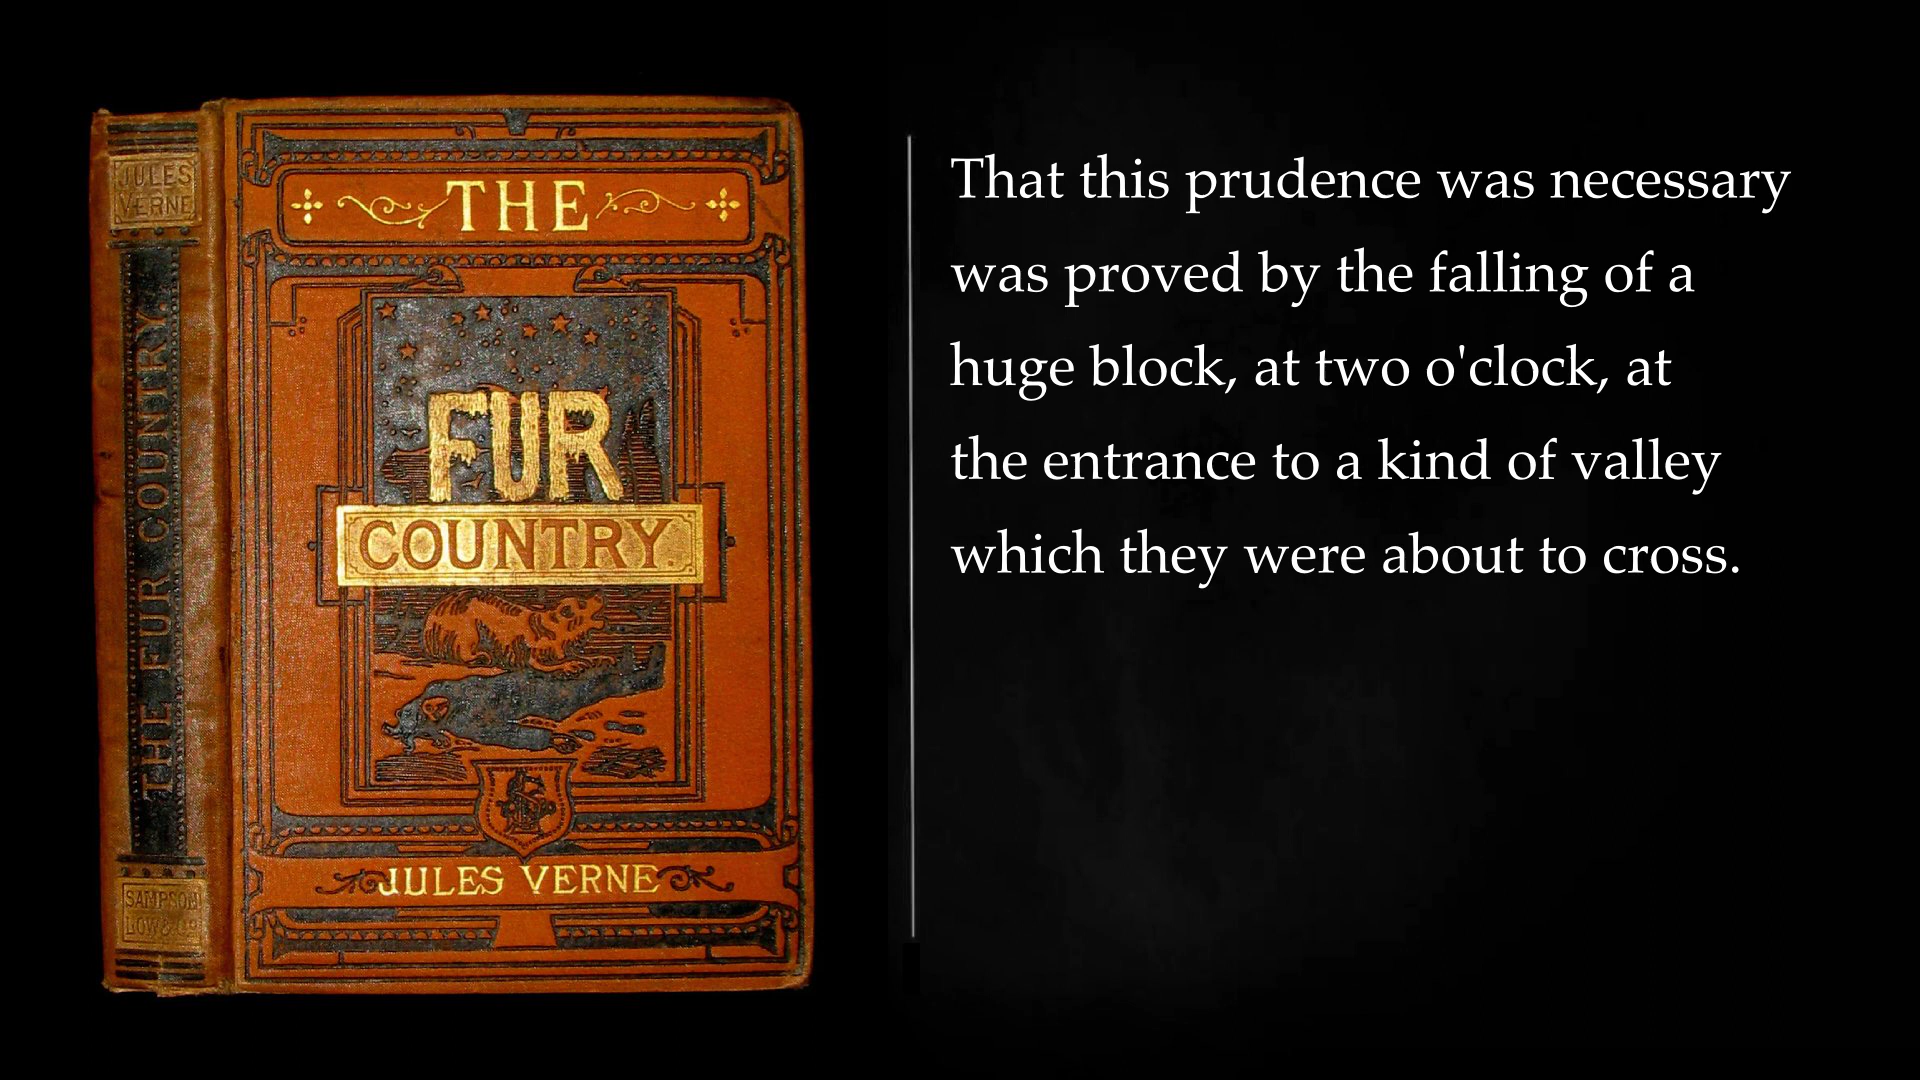 JULES
VERNE
THE FUR COUNTRY.
SAMPSON
LOW & Co
THE
FUR
COUNTRY.
JULES VERNE
That this prudence was necessary
was proved by the falling of a
huge block, at two o'clock, at
the entrance to a kind of valley
which they were about to cross.